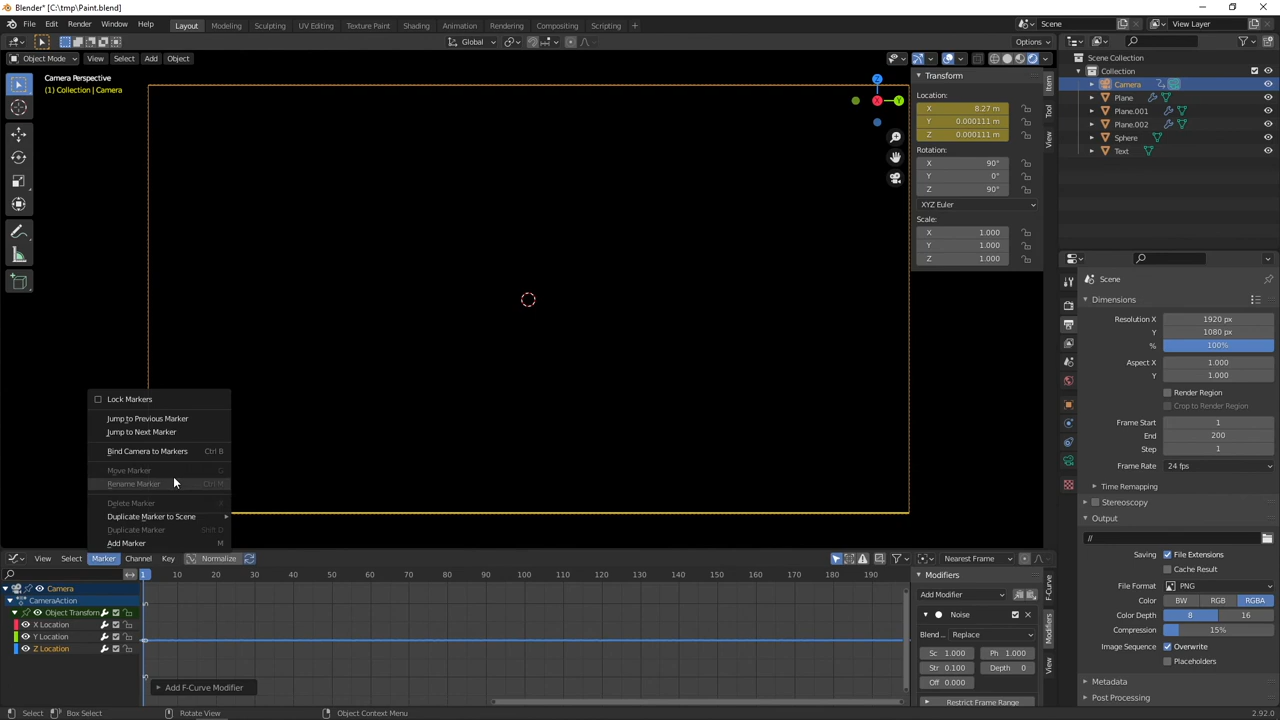 Blender* [C:\tmp\Paint.blend]
File Edit Render Window Help Layout Modeling Sculpting UV Editing Texture Paint Shading Animation Rendering Compositing Scripting Scene View Layer
Global Options
Object Mode View Select Add Object
Camera Perspective
(1) Collection | Camera
Z
X
Y
Transform
Location:
X 8.27 m
Y 0.000111 m
Z 0.000111 m
Rotation:
X 90°
Y 0°
Z 90°
XYZ Euler
Scale:
X 1.000
Y 1.000
Z 1.000
Item
Tool
View
Scene Collection
Collection
Camera
Plane
Plane.001
Plane.002
Sphere
Text
Scene
Dimensions
Resolution X 1920 px
Y 1080 px
% 100%
Aspect X 1.000
Y 1.000
Render Region
Crop to Render Region
Frame Start 1
End 200
Step 1
Frame Rate 24 fps
Time Remapping
Stereoscopy
Output
//
Saving File Extensions
Cache Result
File Format PNG
Color BW RGB RGBA
Color Depth 8 16
Compression 15%
Image Sequence Overwrite
Placeholders
Metadata
Post Processing
Lock Markers
Jump to Previous Marker
Jump to Next Marker
Bind Camera to Markers Ctrl B
Move Marker G
Rename Marker Ctrl M
Delete Marker X
Duplicate Marker to Scene
Duplicate Marker Shift D
Add Marker M
View Select Marker Channel Key Normalize Nearest Frame
1 10 20 30 40 50 60 70 80 90 100 110 120 130 140 150 160 170 180 190
Camera
CameraAction
Object Transform
X Location
Y Location
Z Location
Add F-Curve Modifier
Modifiers
Add Modifier
Noise
Blend... Replace
Sc 1.000 Ph 1.000
Str 0.100 Depth 0
Off 0.000
Restrict Frame Range
F-Curve
Modifiers
View
Select Box Select Rotate View Object Context Menu 2.92.0